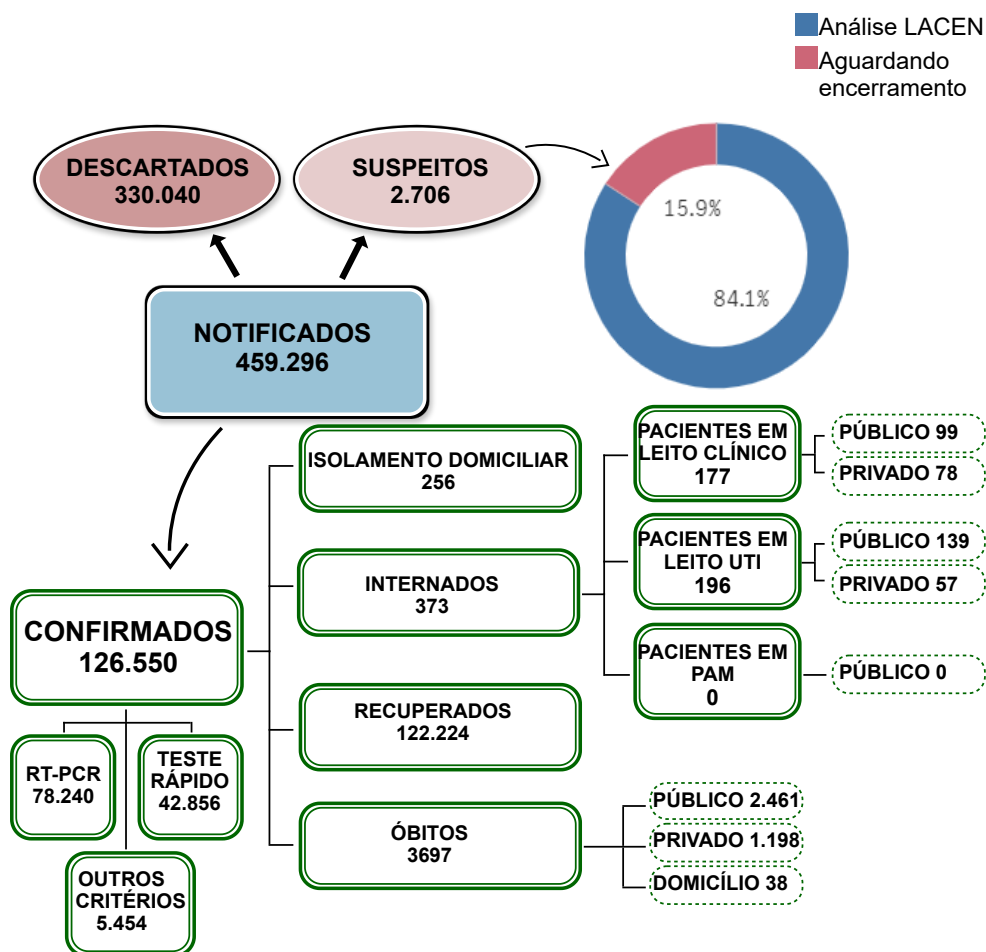 Análise LACEN
Aguardando
encerramento
DESCARTADOS
330.040
SUSPEITOS
2.706
15.9%
84.1%
NOTIFICADOS
459.296
CONFIRMADOS
126.550
RT-PCR
78.240
TESTE
RÁPIDO
42.856
OUTROS
CRITÉRIOS
5.454
ISOLAMENTO DOMICILIAR
256
INTERNADOS
373
RECUPERADOS
122.224
ÓBITOS
3697
PACIENTES EM
LEITO CLÍNICO
177
PÚBLICO 99
PRIVADO 78
PACIENTES EM
LEITO UTI
196
PÚBLICO 139
PRIVADO 57
PACIENTES EM
PAM
0
PÚBLICO 0
PÚBLICO 2.461
PRIVADO 1.198
DOMICÍLIO 38